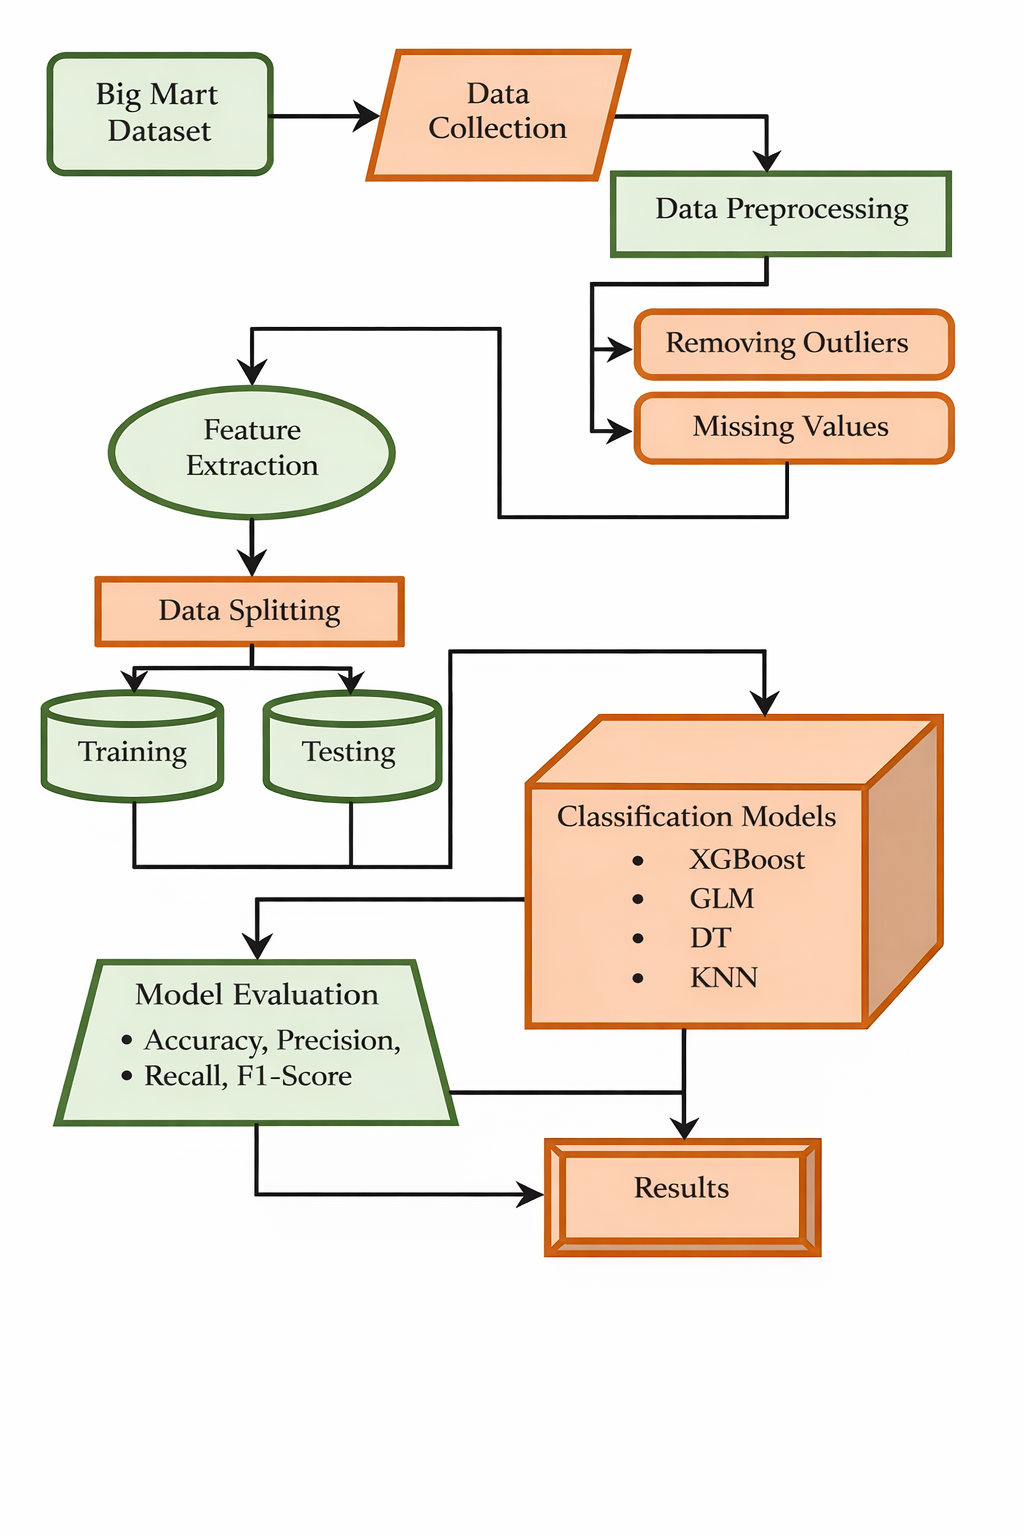 Big Mart
Dataset
Data
Collection
Data Preprocessing
Removing Outliers
Missing Values
Feature
Extraction
Data Splitting
Training
Testing
Classification Models
• XGBoost
• GLM
• DT
• KNN
Model Evaluation
• Accuracy, Precision,
• Recall, F1-Score
Results